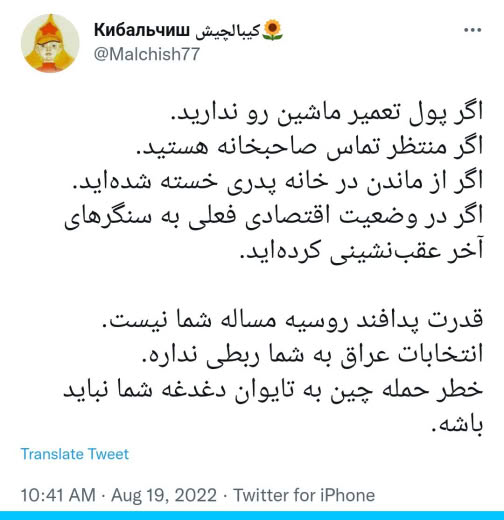 Кибальчиш کیبالچیش🌻
@Malchish77
اگر پول تعمیر ماشین رو ندارید.
اگر منتظر تماس صاحبخانه هستید.
اگر از ماندن در خانه پدری خسته شده‌اید.
اگر در وضعیت اقتصادی فعلی به سنگرهای
آخر عقب‌نشینی کرده‌اید.
قدرت پدافند روسیه مساله شما نیست.
انتخابات عراق به شما ربطی نداره.
خطر حمله چین به تایوان دغدغه شما نباید
باشه.
Translate Tweet
10:41 AM · Aug 19, 2022 · Twitter for iPhone